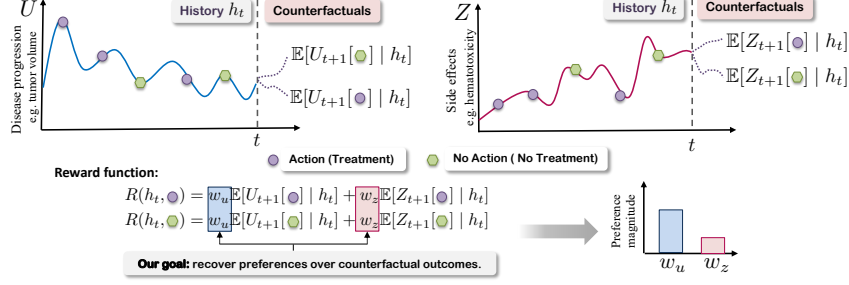 U
History h_t
Counterfactuals
Disease progression
e.g. tumor volume
𝔼[U_{t+1}[⬡] | h_t]
𝔼[U_{t+1}[●] | h_t]
t
Z
History h_t
Counterfactuals
Side effects
e.g. hematotoxicity
𝔼[Z_{t+1}[●] | h_t]
𝔼[Z_{t+1}[⬡] | h_t]
t
Action (Treatment)
No Action ( No Treatment)
Reward function:
R(h_t, ●) = w_u 𝔼[U_{t+1}[●] | h_t] + w_z 𝔼[Z_{t+1}[●] | h_t]
R(h_t, ⬡) = w_u 𝔼[U_{t+1}[⬡] | h_t] + w_z 𝔼[Z_{t+1}[⬡] | h_t]
Our goal: recover preferences over counterfactual outcomes.
Preference
magnitude
w_u w_z